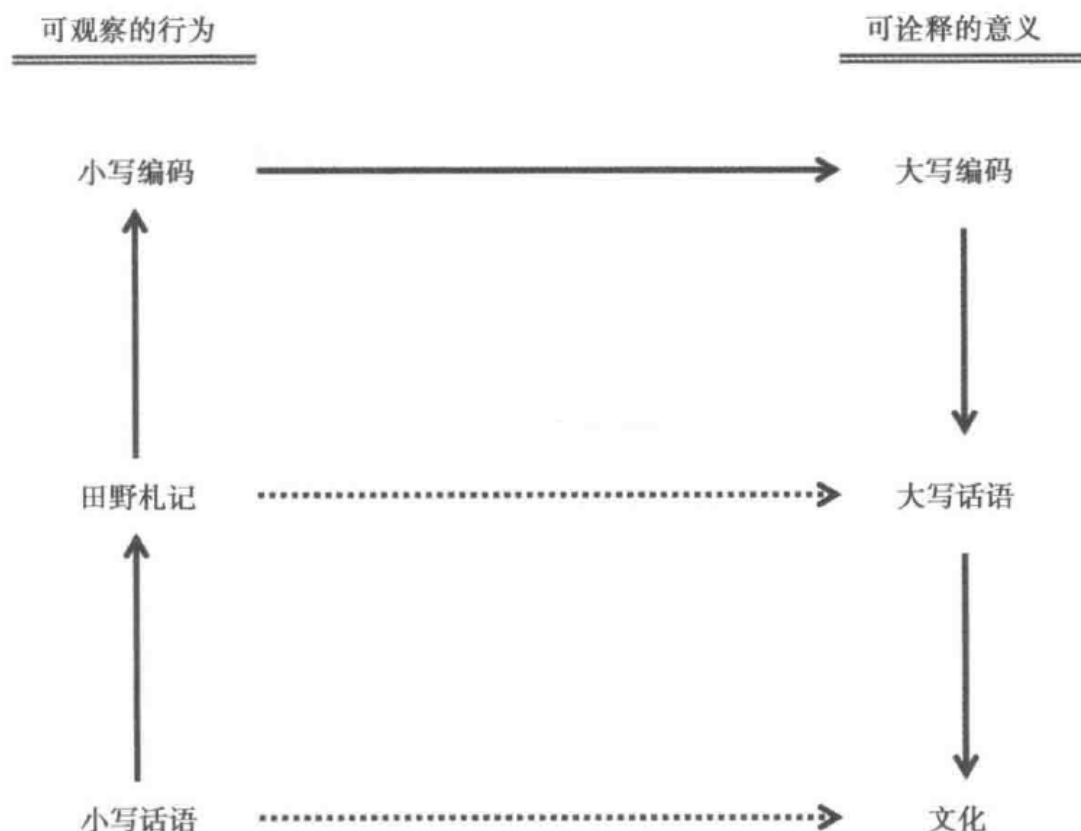 可观察的行为
可诠释的意义
小写编码
大写编码
田野札记
大写话语
小写话语
文化